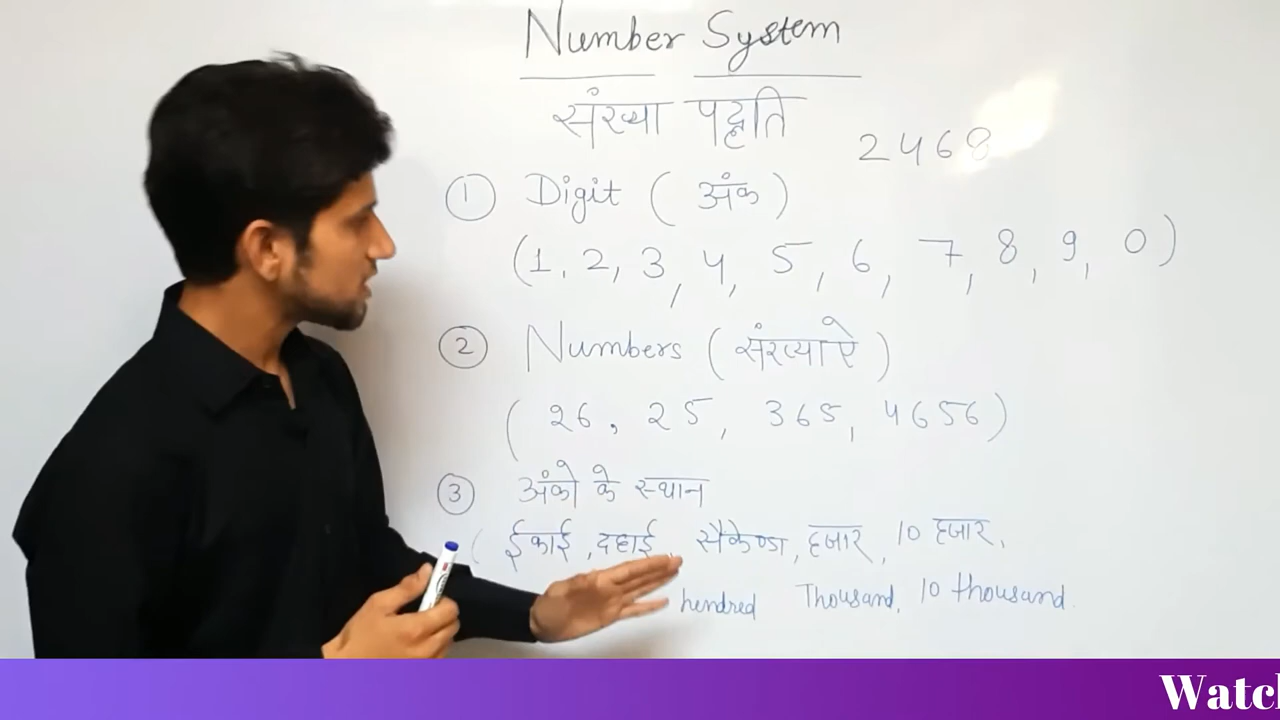 Number System
संख्या पद्धति
2468
1 Digit ( अंक )
(1, 2, 3, 4, 5, 6, 7, 8, 9, 0)
2 Numbers ( संख्याऐं )
( 26, 25, 365, 4656)
3 अंको के स्थान
( ईकाई , दहाई, सैकेण्डा, हजार, 10 हजार,
hendred Thousand, 10 thousand
Watch